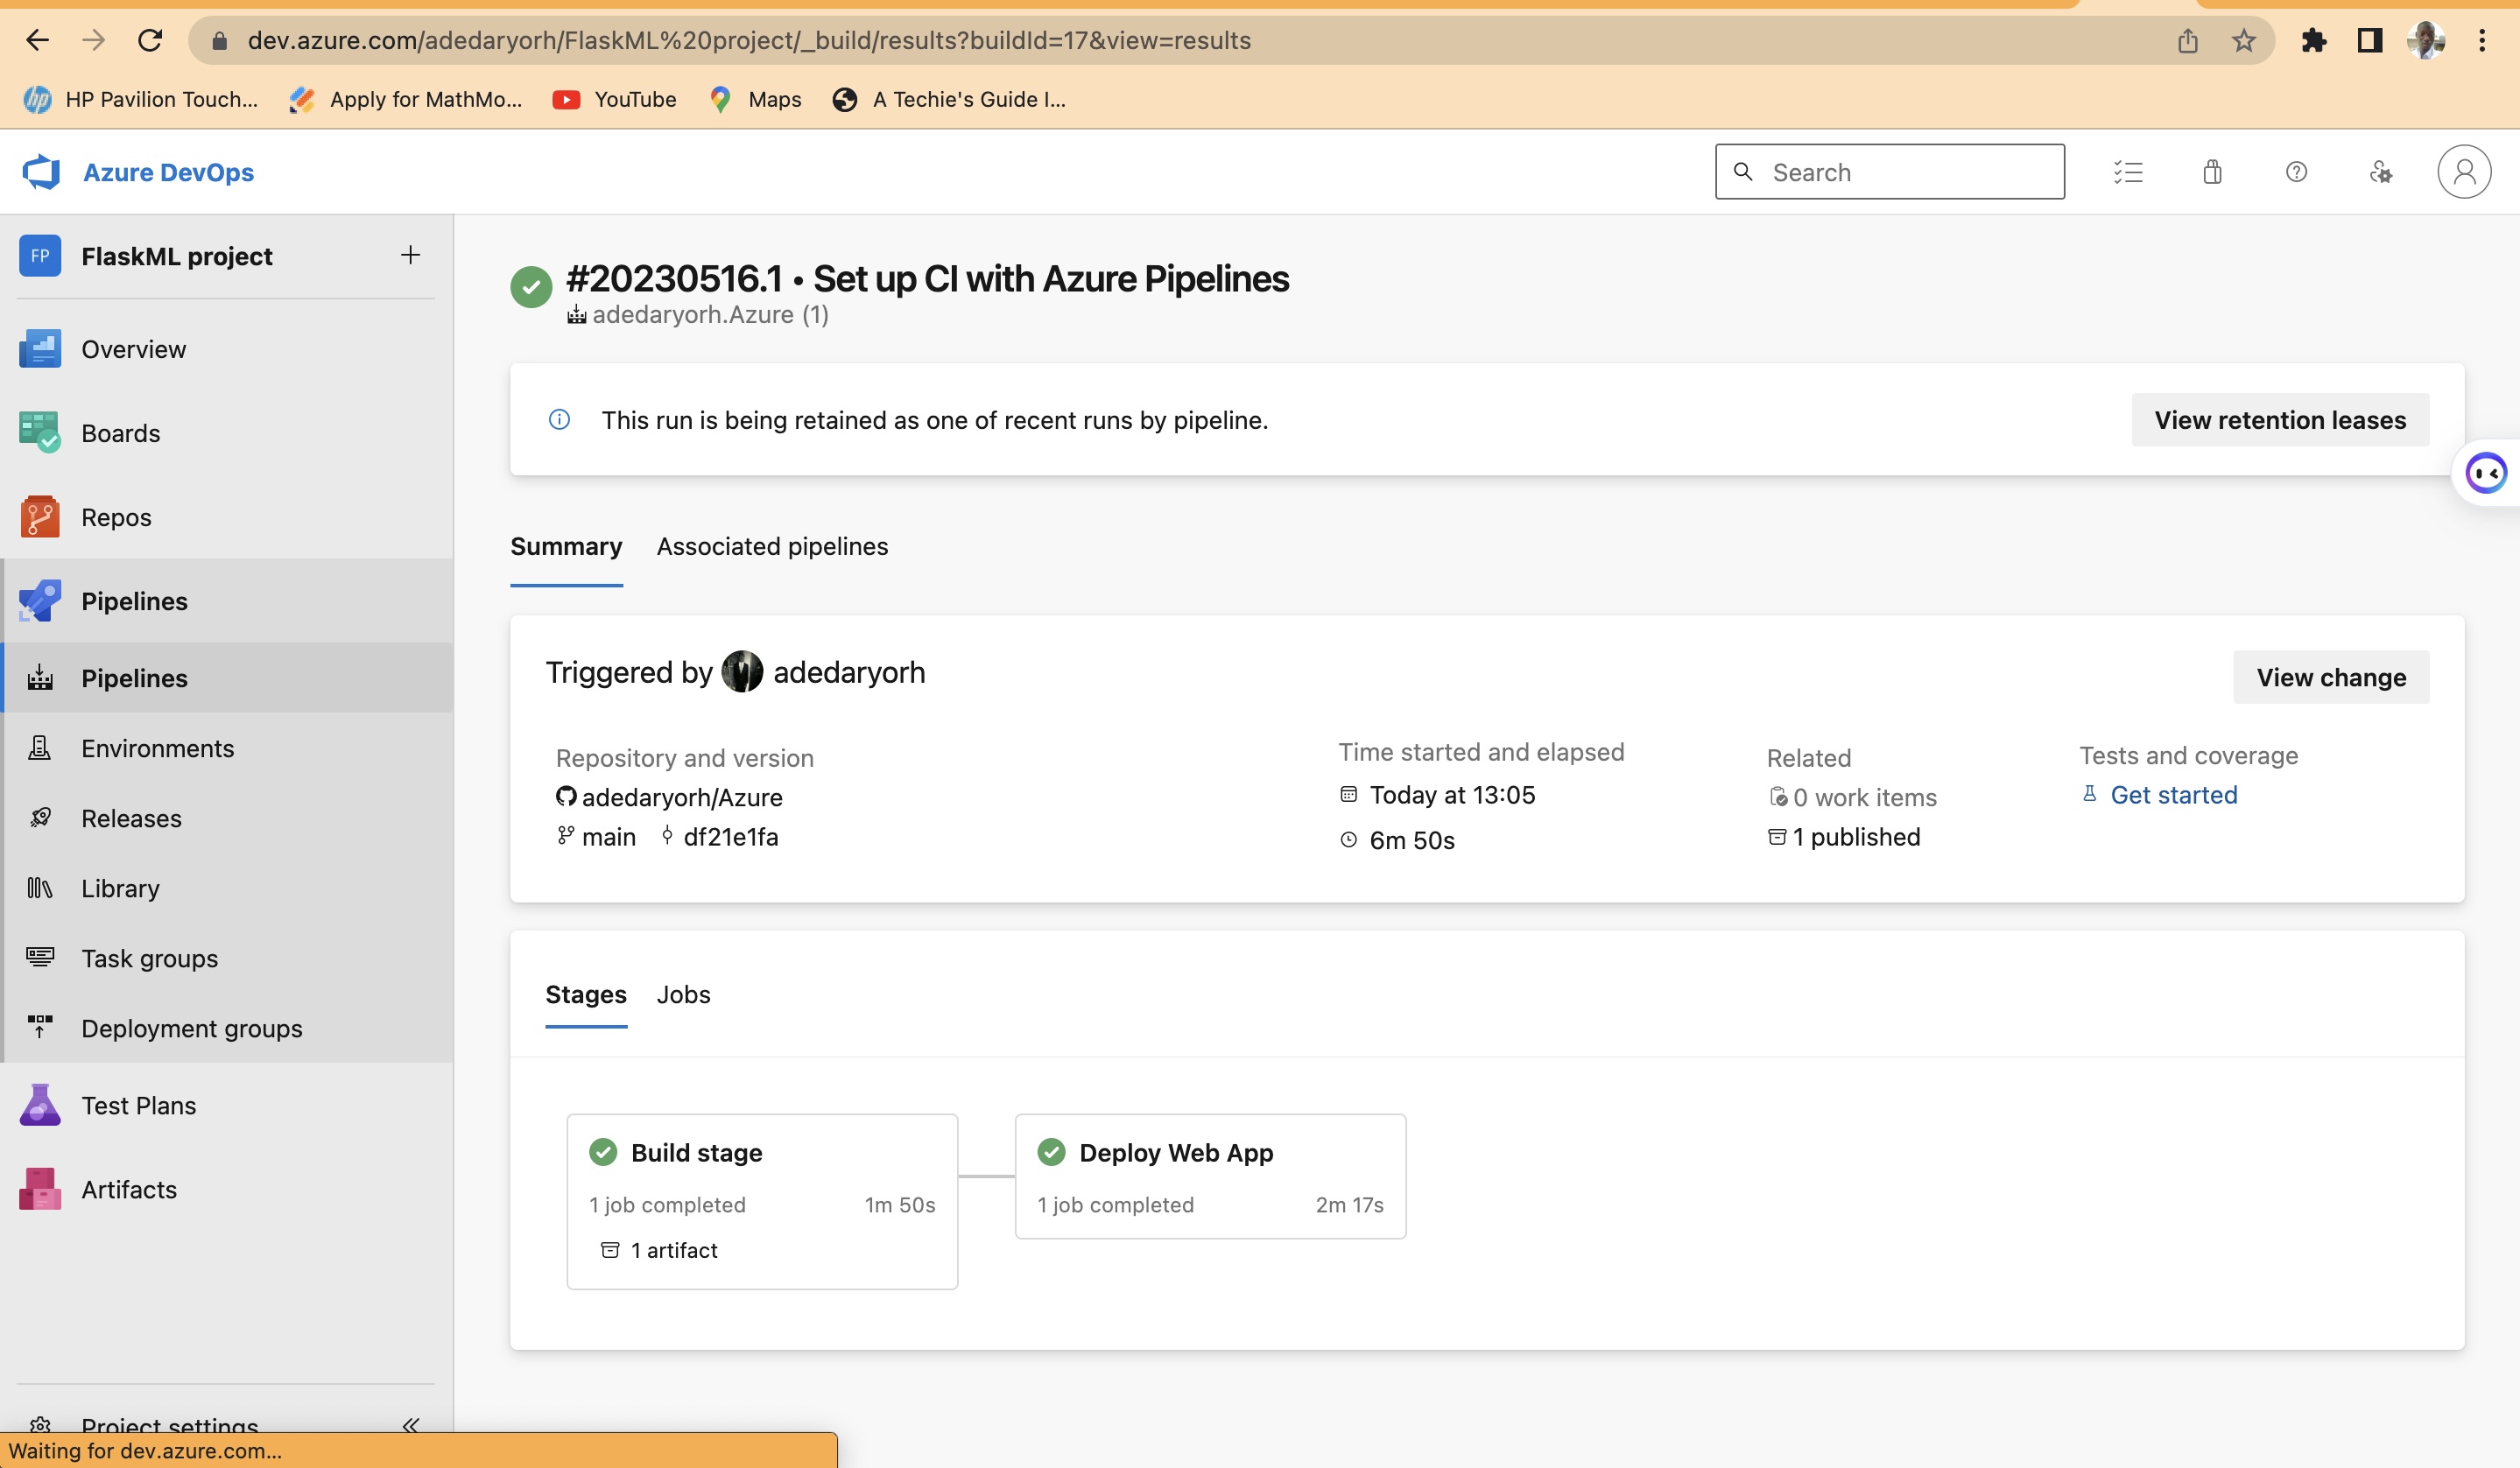 dev.azure.com/adedaryorh/FlaskML%20project/_build/results?buildId=17&view=results
hp HP Pavilion Touch... Apply for MathMo... YouTube Maps A Techie's Guide I...
Azure DevOps
Search
FP FlaskML project
Overview
Boards
Repos
Pipelines
Pipelines
Environments
Releases
Library
Task groups
Deployment groups
Test Plans
Artifacts
Project settings
Waiting for dev.azure.com...
#20230516.1 • Set up CI with Azure Pipelines
adedaryorh.Azure (1)
This run is being retained as one of recent runs by pipeline.
View retention leases
Summary Associated pipelines
Triggered by adedaryorh
View change
Repository and version
adedaryorh/Azure
main df21e1fa
Time started and elapsed
Today at 13:05
6m 50s
Related
0 work items
1 published
Tests and coverage
Get started
Stages Jobs
Build stage
1 job completed 1m 50s
1 artifact
Deploy Web App
1 job completed 2m 17s